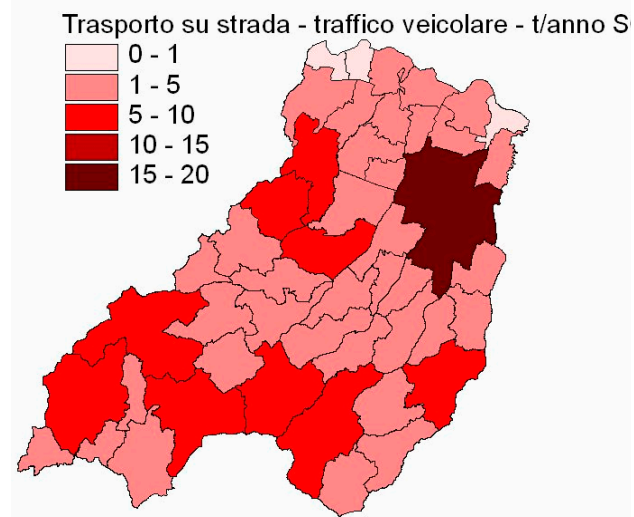 Trasporto su strada - traffico veicolare - t/anno
0 - 1
1 - 5
5 - 10
10 - 15
15 - 20